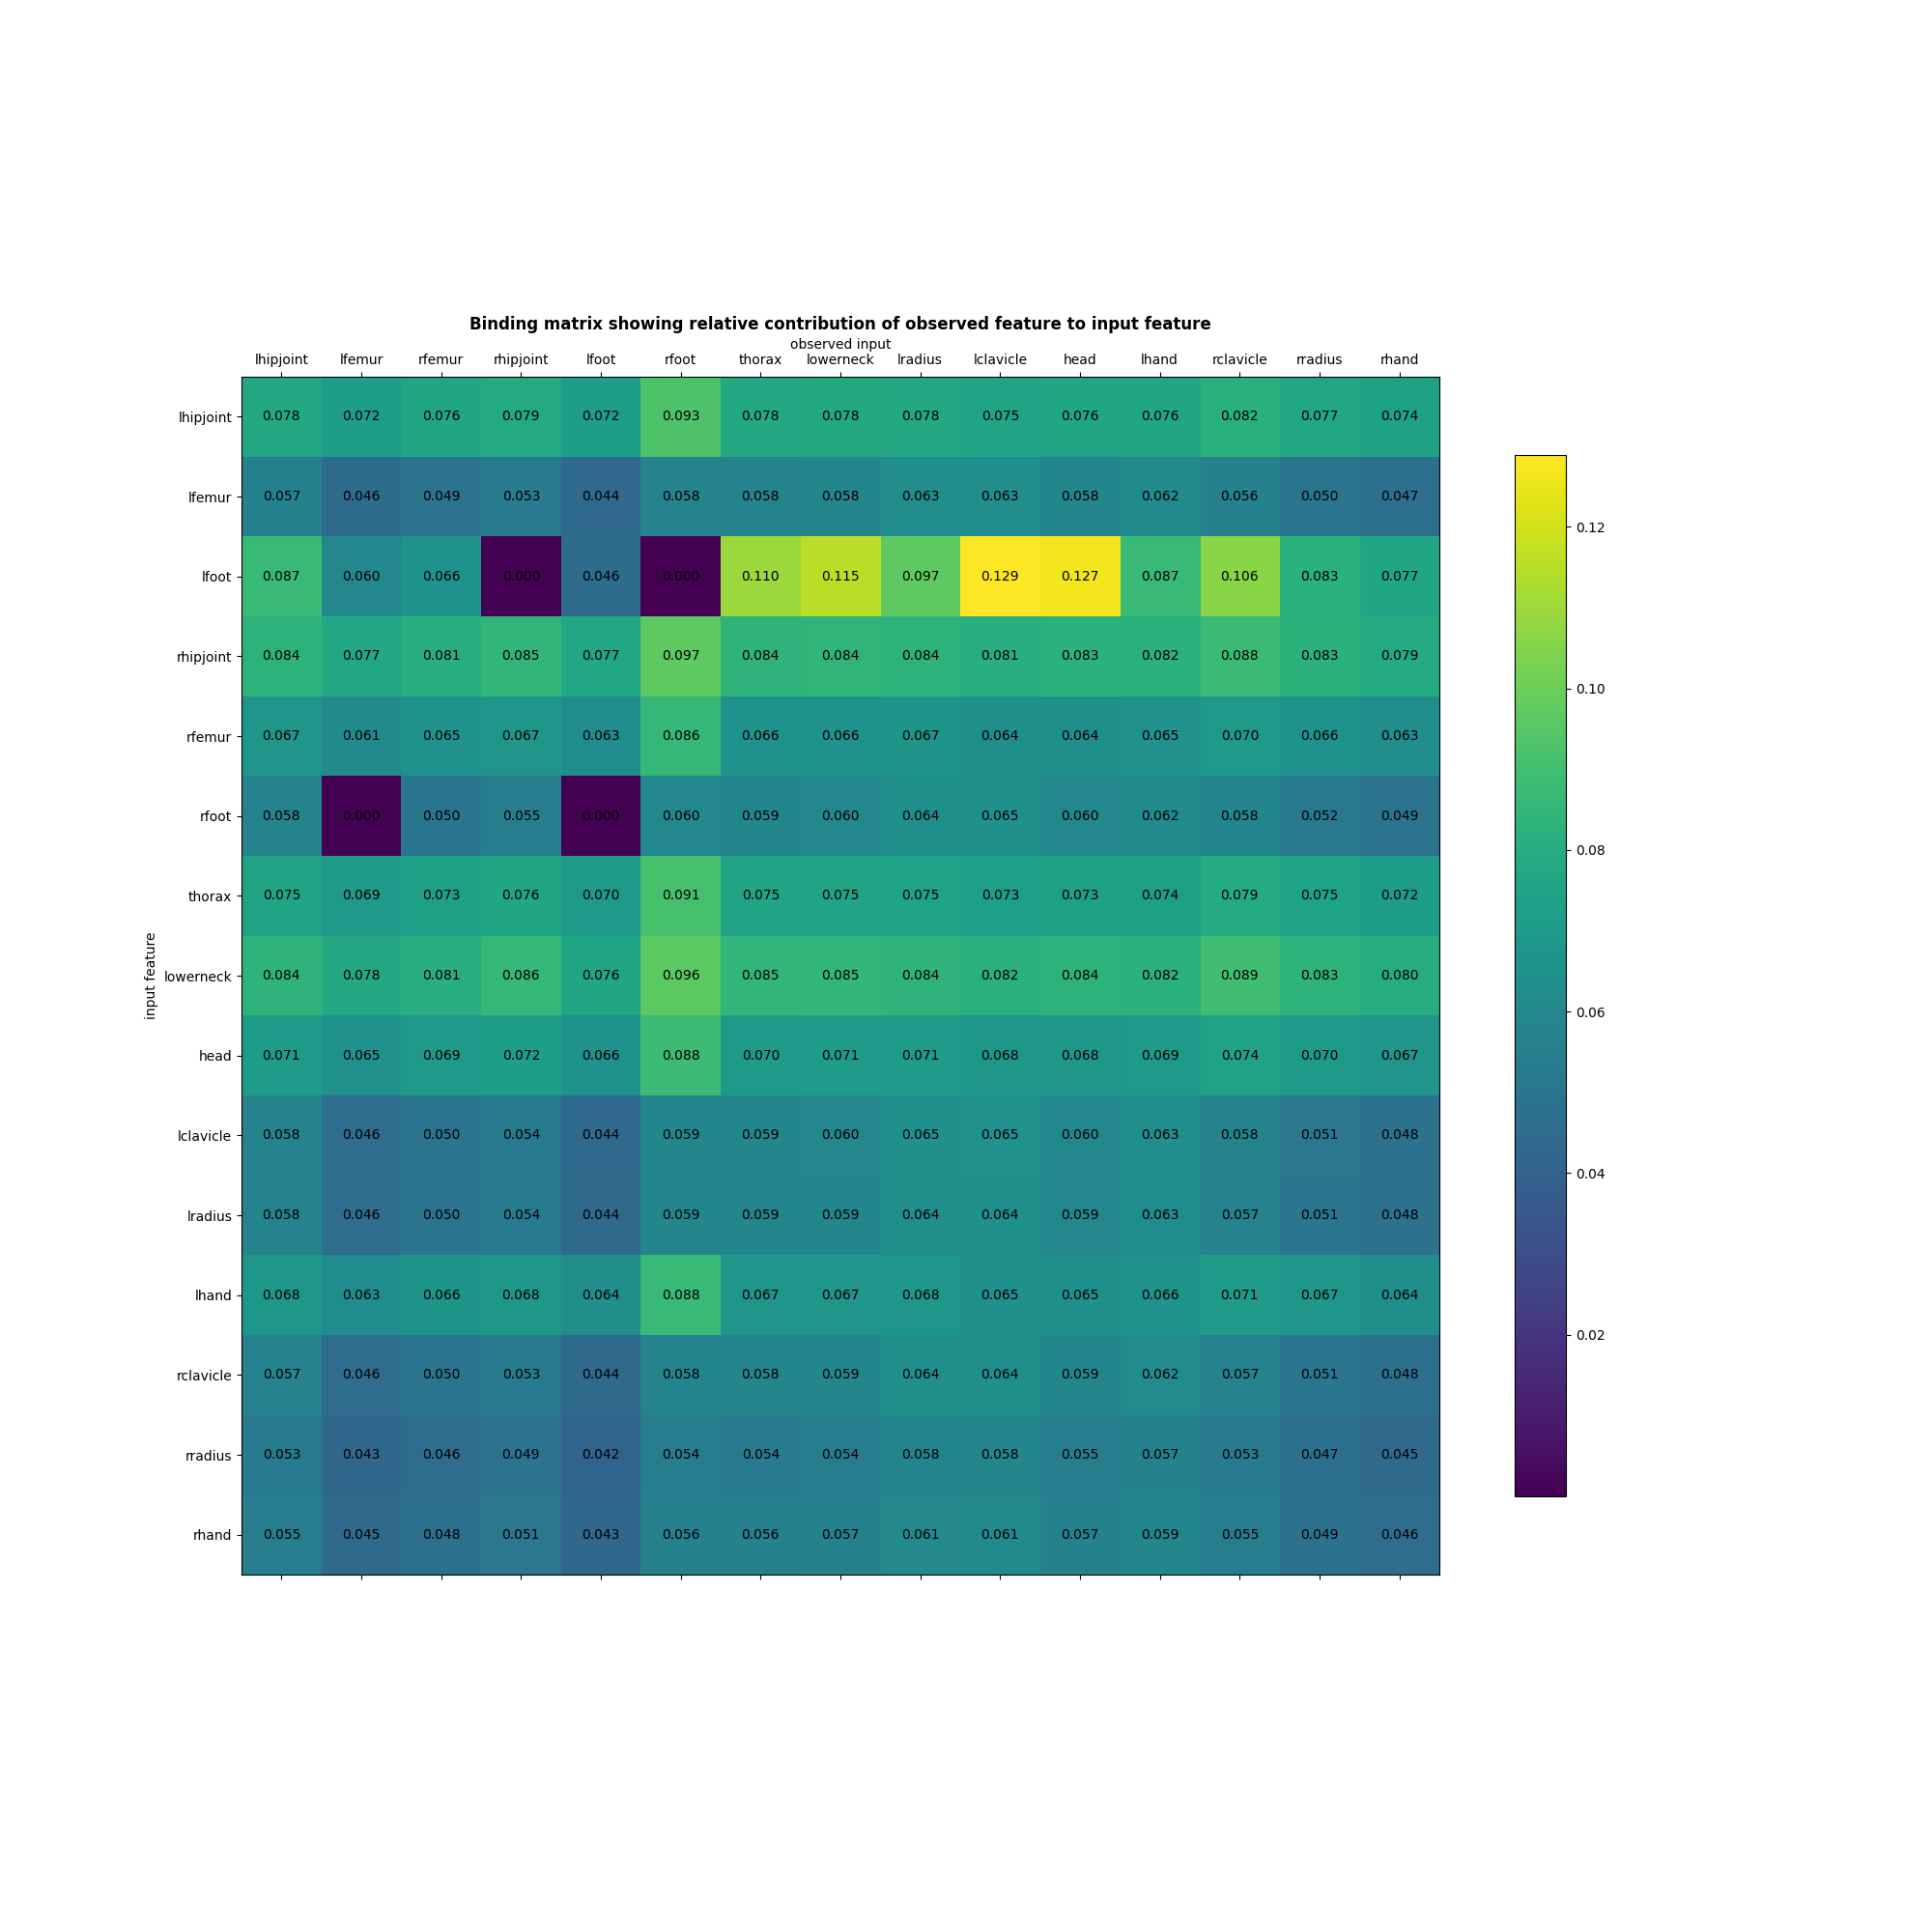 Binding matrix showing relative contribution of observed feature to input feature
observed input
lhipjoint lfemur rfemur rhipjoint lfoot rfoot thorax lowerneck lradius lclavicle head lhand rclavicle rradius rhand
lhipjoint 0.078 0.072 0.076 0.079 0.072 0.093 0.078 0.078 0.078 0.075 0.076 0.076 0.082 0.077 0.074
lfemur 0.057 0.046 0.049 0.053 0.044 0.058 0.058 0.058 0.063 0.063 0.058 0.062 0.056 0.050 0.047
0.12
lfoot 0.087 0.060 0.066 0.000 0.046 0.000 0.110 0.115 0.097 0.129 0.127 0.087 0.106 0.083 0.077
rhipjoint 0.084 0.077 0.081 0.085 0.077 0.097 0.084 0.084 0.084 0.081 0.083 0.082 0.088 0.083 0.079
0.10
rfemur 0.067 0.061 0.065 0.067 0.063 0.086 0.066 0.066 0.067 0.064 0.064 0.065 0.070 0.066 0.063
rfoot 0.058 0.000 0.050 0.055 0.000 0.060 0.059 0.060 0.064 0.065 0.060 0.062 0.058 0.052 0.049
0.08
thorax 0.075 0.069 0.073 0.076 0.070 0.091 0.075 0.075 0.075 0.073 0.073 0.074 0.079 0.075 0.072
input feature
lowerneck 0.084 0.078 0.081 0.086 0.076 0.096 0.085 0.085 0.084 0.082 0.084 0.082 0.089 0.083 0.080
0.06
head 0.071 0.065 0.069 0.072 0.066 0.088 0.070 0.071 0.071 0.068 0.068 0.069 0.074 0.070 0.067
lclavicle 0.058 0.046 0.050 0.054 0.044 0.059 0.059 0.060 0.065 0.065 0.060 0.063 0.058 0.051 0.048
0.04
lradius 0.058 0.046 0.050 0.054 0.044 0.059 0.059 0.059 0.064 0.064 0.059 0.063 0.057 0.051 0.048
lhand 0.068 0.063 0.066 0.068 0.064 0.088 0.067 0.067 0.068 0.065 0.065 0.066 0.071 0.067 0.064
0.02
rclavicle 0.057 0.046 0.050 0.053 0.044 0.058 0.058 0.059 0.064 0.064 0.059 0.062 0.057 0.051 0.048
rradius 0.053 0.043 0.046 0.049 0.042 0.054 0.054 0.054 0.058 0.058 0.055 0.057 0.053 0.047 0.045
rhand 0.055 0.045 0.048 0.051 0.043 0.056 0.056 0.057 0.061 0.061 0.057 0.059 0.055 0.049 0.046